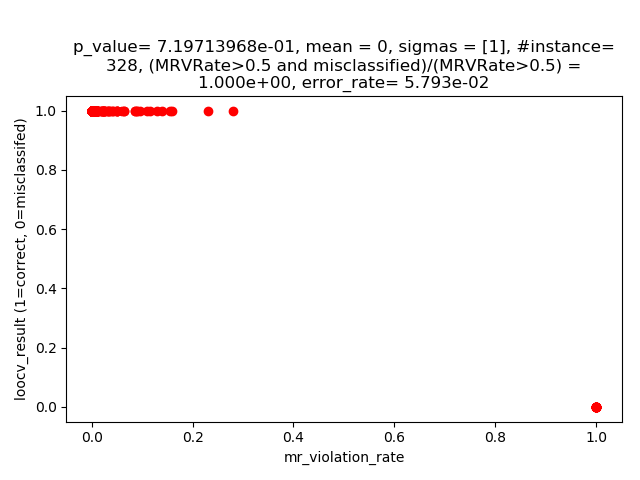 p_value= 7.19713968e-01, mean = 0, sigmas = [1], #instance=
328, (MRVRate>0.5 and misclassified)/(MRVRate>0.5) =
1.000e+00, error_rate= 5.793e-02
1.0
0.8
0.6
0.4
0.2
0.0
loocv_result (1=correct, 0=misclassifed)
0.0 0.2 0.4 0.6 0.8 1.0
mr_violation_rate